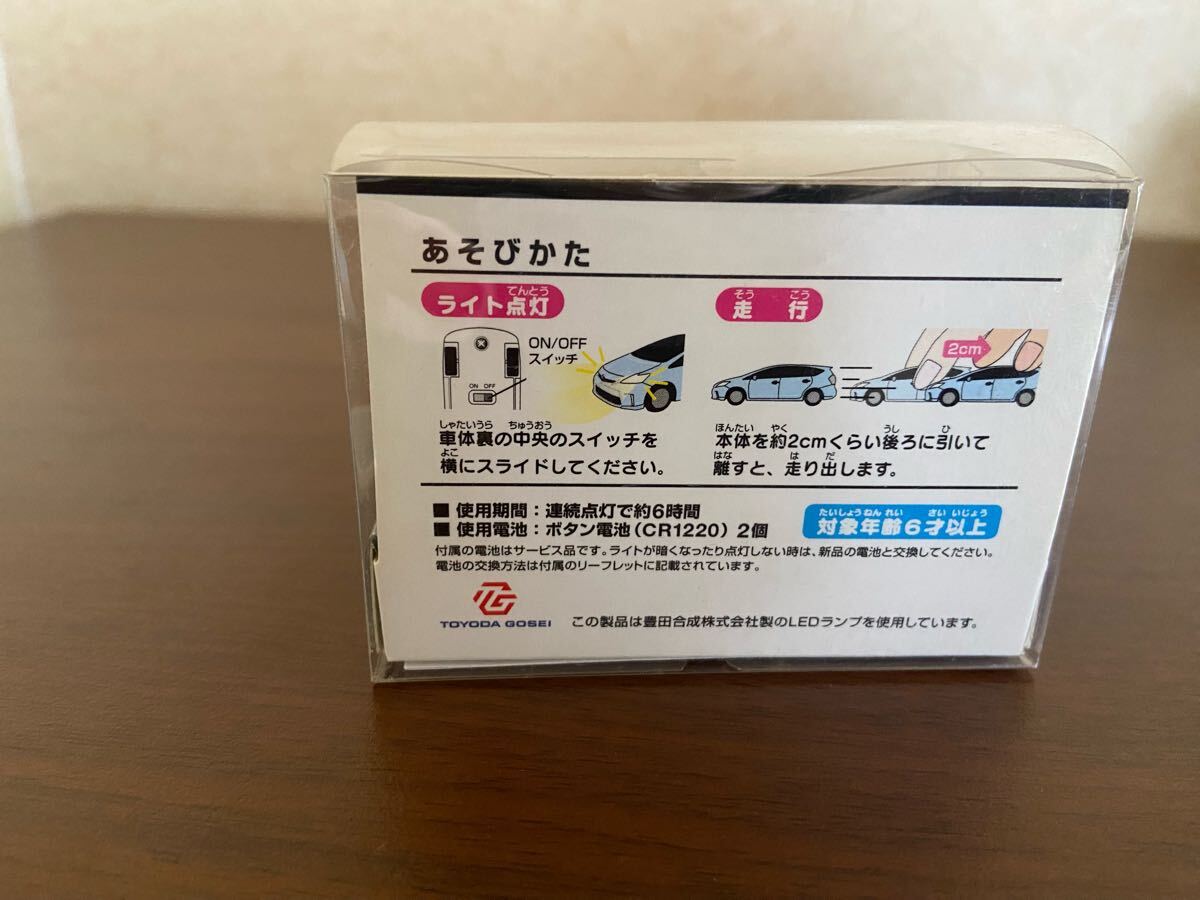 あそびかた
てんとう
ライト点灯
ON/OFF
スイッチ
ON OFF
しゃたいうら ちゅうおう
車体裏の中央のスイッチを
よこ
横にスライドしてください。
そう こう
走 行
2cm
ほんたい やく うし ひ
本体を約2cmくらい後ろに引いて
はな は だ
離すと、走り出します。
■ 使用期間：連続点灯で約6時間
■ 使用電池：ボタン電池（CR1220）2個
たいしょうねんれい さいいじょう
対象年齢6才以上
付属の電池はサービス品です。ライトが暗くなったり点灯しない時は、新品の電池と交換してください。
電池の交換方法は付属のリーフレットに記載されています。
TG
TOYODA GOSEI
この製品は豊田合成株式会社製のLEDランプを使用しています。